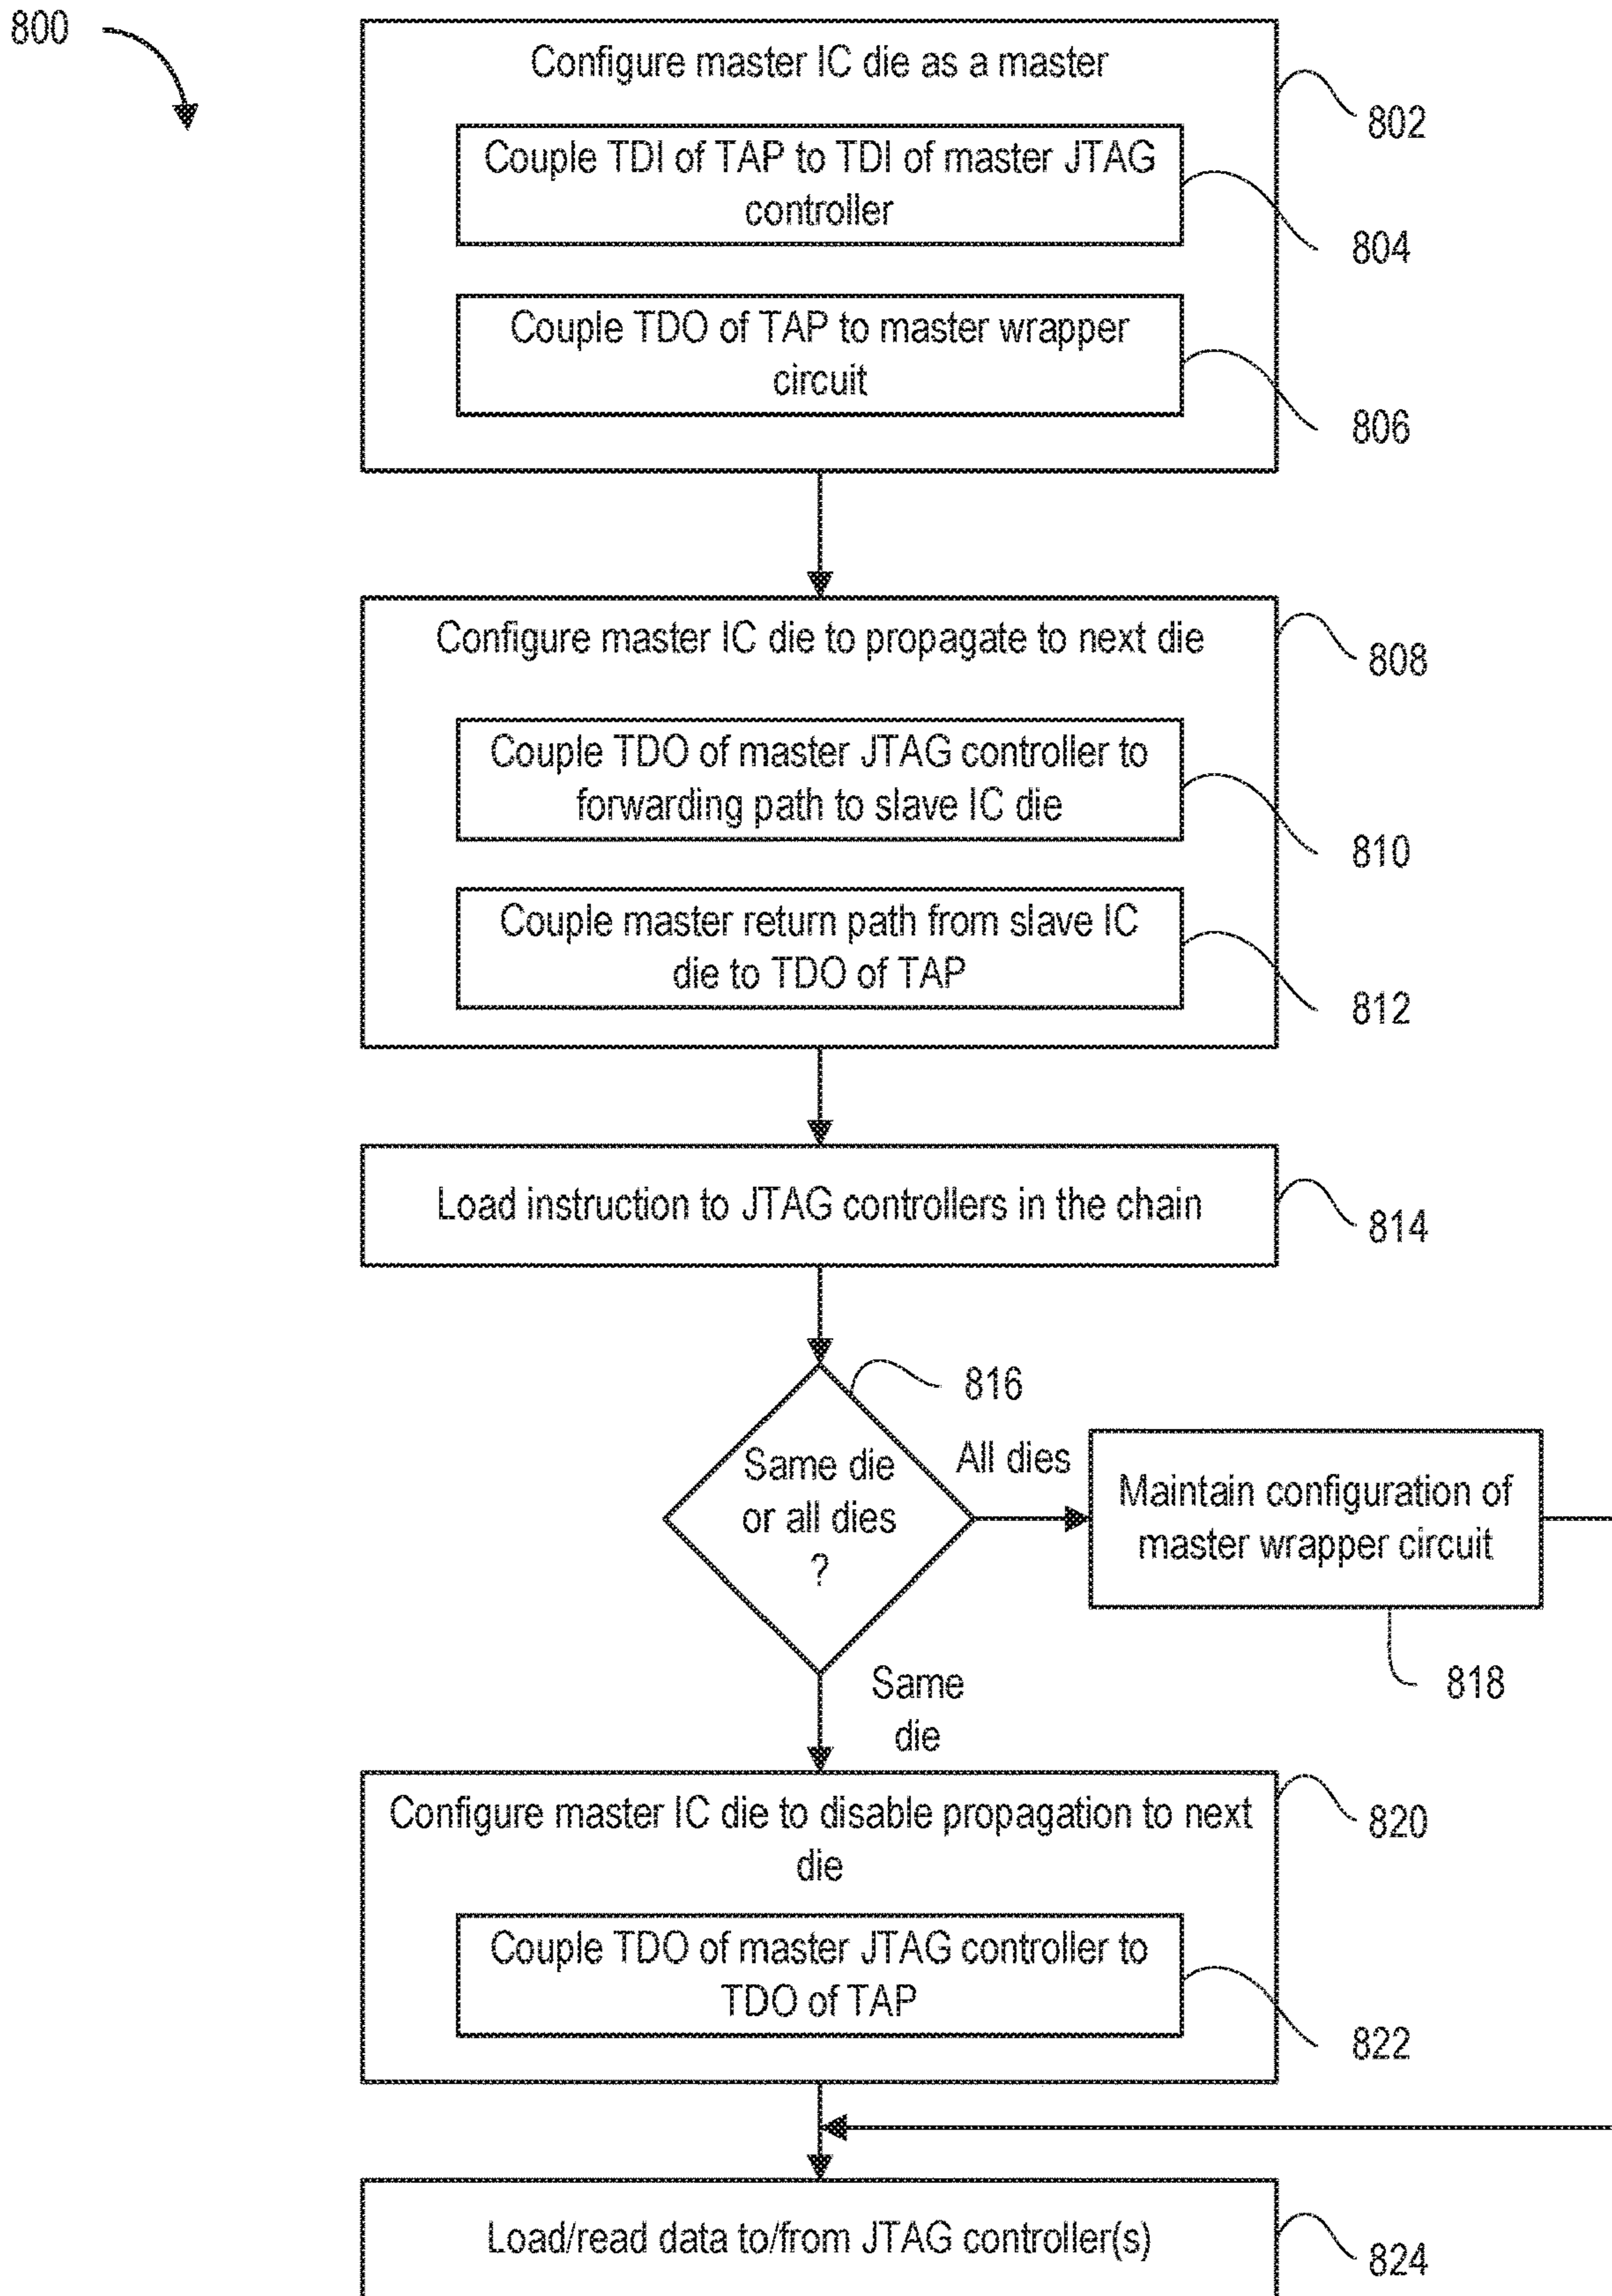 800
Configure master IC die as a master
802
Couple TDI of TAP to TDI of master JTAG
controller
804
Couple TDO of TAP to master wrapper
circuit
806
Configure master IC die to propagate to next die
808
Couple TDO of master JTAG controller to
forwarding path to slave IC die
810
Couple master return path from slave IC
die to TDO of TAP
812
Load instruction to JTAG controllers in the chain
814
816
Same die
or all dies
?
All dies
Maintain configuration of
master wrapper circuit
818
Same
die
Configure master IC die to disable propagation to next
die
820
Couple TDO of master JTAG controller to
TDO of TAP
822
Load/read data to/from JTAG controller(s)
824